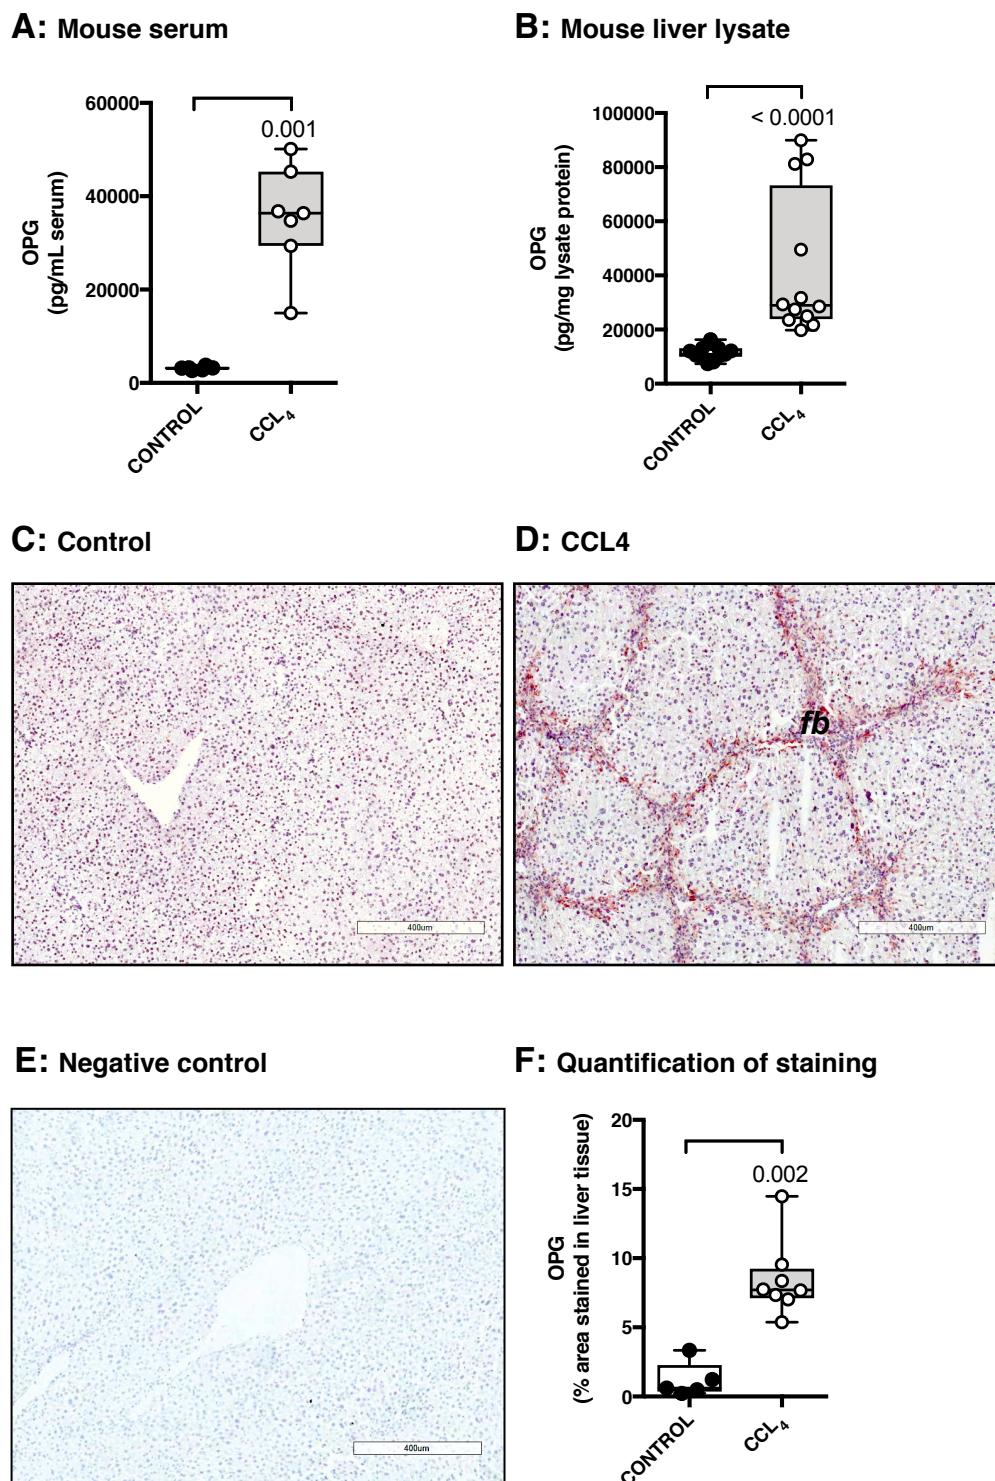 A: Mouse serum
60000
40000
20000
0
OPG
(pg/mL serum)
0.001
CONTROL
CCL4
B: Mouse liver lysate
100000
80000
60000
40000
20000
0
OPG
(pg/mg lysate protein)
< 0.0001
CONTROL
CCL4
C: Control
400um
D: CCL4
fb
400um
E: Negative control
400um
F: Quantification of staining
20
15
10
5
0
OPG
(% area stained in liver tissue)
0.002
CONTROL
CCL4